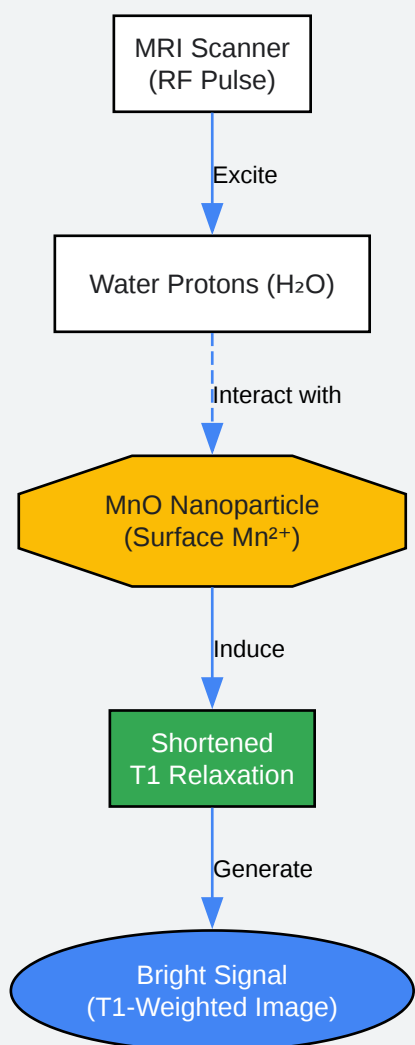 MRI Scanner
(RF Pulse)
Excite
Water Protons (H₂O)
Interact with
MnO Nanoparticle
(Surface Mn²⁺)
Induce
Shortened
T1 Relaxation
Generate
Bright Signal
(T1-Weighted Image)